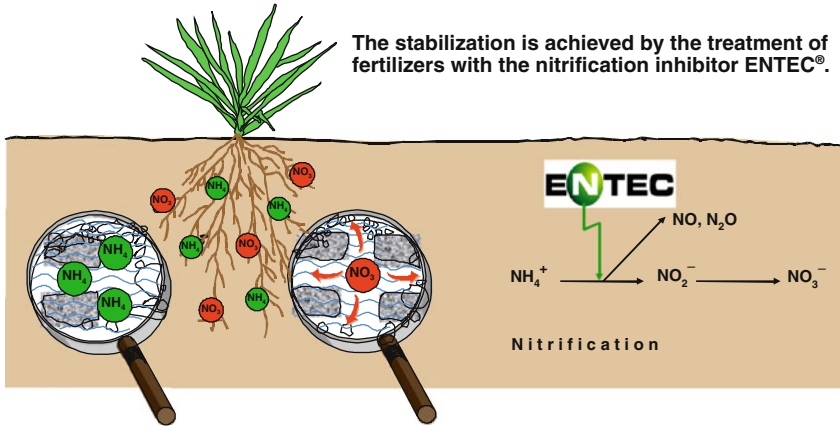 The stabilization is achieved by the treatment of
fertilizers with the nitrification inhibitor ENTEC®.
NO₃
NH₄
NO₃
NH₄
NH₄
NO₃
NO₃
NH₄
NH₄
NH₄
NH₄
NO₃
ENTEC
NO, N₂O
NH₄⁺ NO₂⁻ NO₃⁻
Nitrification